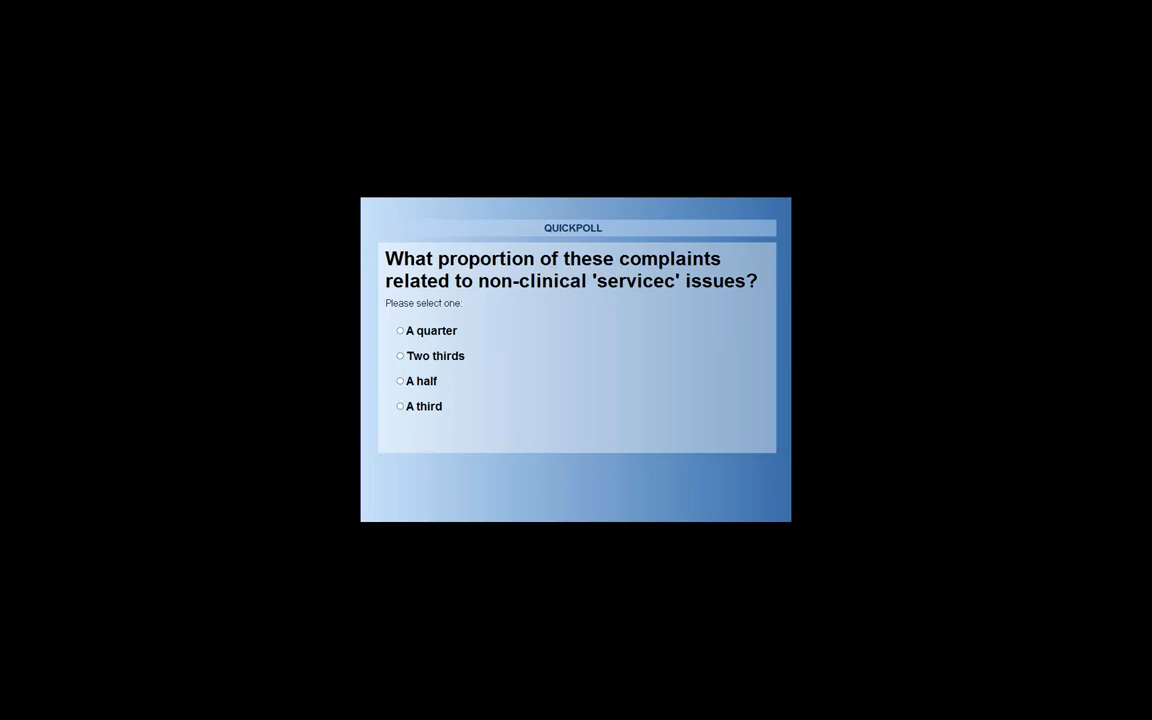 QUICKPOLL
What proportion of these complaints
related to non-clinical 'servicec' issues?
Please select one:
A quarter
Two thirds
A half
A third